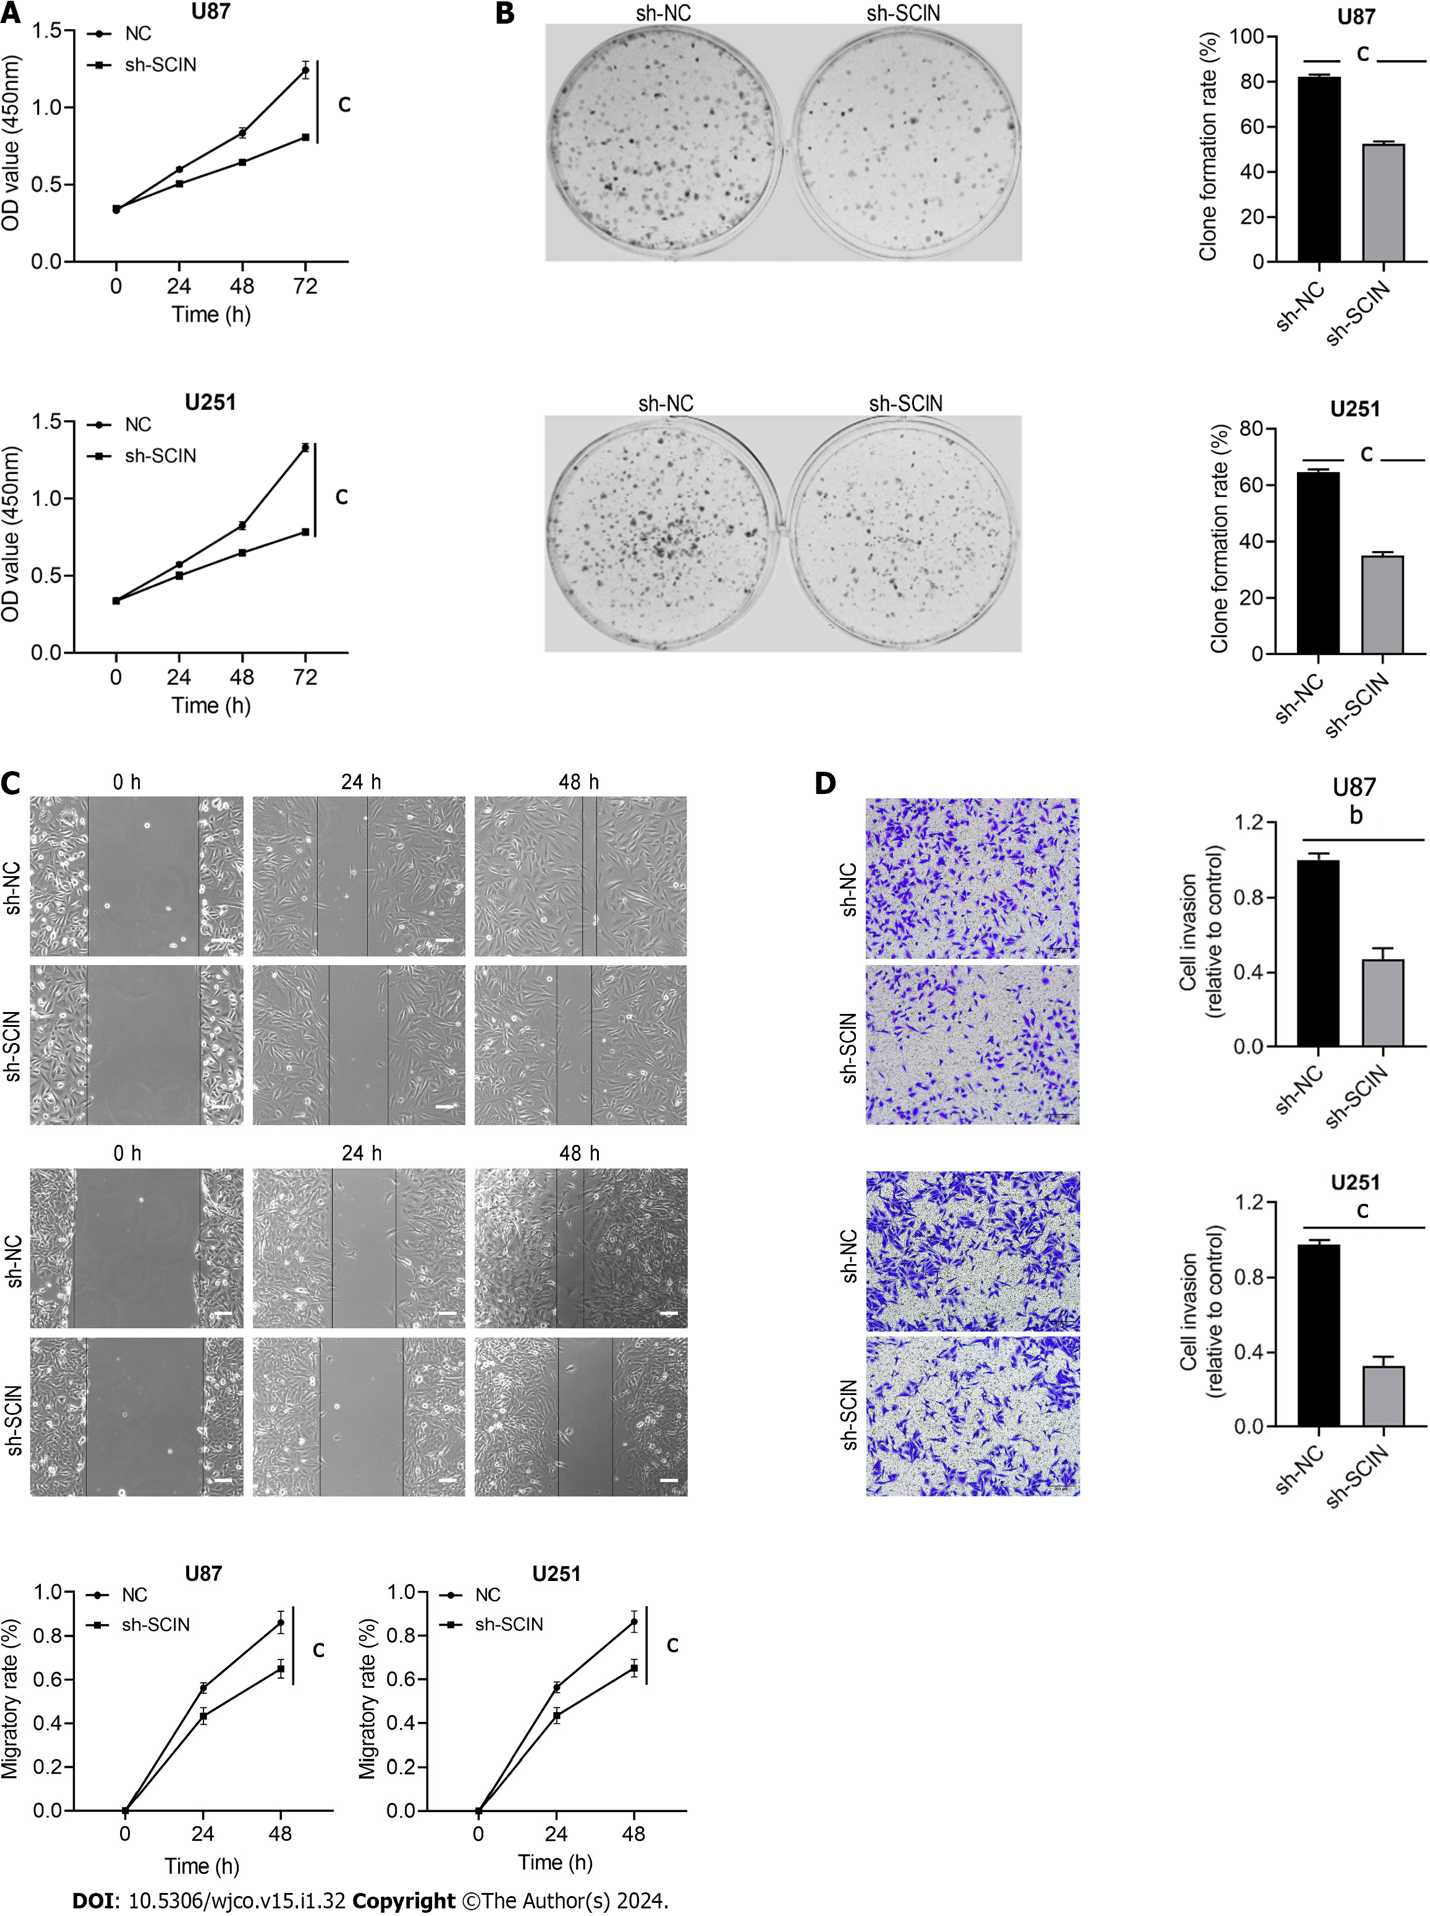 A
U87
NC
sh-SCIN
OD value (450nm)
1.5
1.0
0.5
0.0
0 24 48 72
Time (h)
C
U251
NC
sh-SCIN
OD value (450nm)
1.5
1.0
0.5
0.0
0 24 48 72
Time (h)
C
B
sh-NC sh-SCIN
U87
Clone formation rate (%)
100
80
60
40
20
0
C
sh-NC
sh-SCIN
sh-NC sh-SCIN
U251
Clone formation rate (%)
80
60
40
20
0
C
sh-NC
sh-SCIN
C
0 h 24 h 48 h
sh-NC
sh-SCIN
0 h 24 h 48 h
sh-NC
sh-SCIN
U87
NC
sh-SCIN
Migratory rate (%)
1.0
0.8
0.6
0.4
0.2
0.0
0 24 48
Time (h)
C
U251
NC
sh-SCIN
Migratory rate (%)
1.0
0.8
0.6
0.4
0.2
0.0
0 24 48
Time (h)
C
D
sh-NC
sh-SCIN
U87
b
Cell invasion
(relative to control)
1.2
0.8
0.4
0.0
sh-NC
sh-SCIN
sh-NC
sh-SCIN
U251
C
Cell invasion
(relative to control)
1.2
0.8
0.4
0.0
sh-NC
sh-SCIN
DOI: 10.5306/wjco.v15.i1.32 Copyright ©The Author(s) 2024.